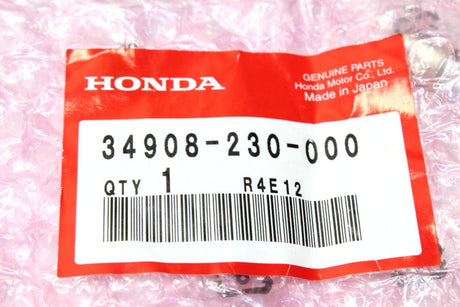 HONDA
GENUINE PARTS
Honda Motor Co., Ltd.
Made in Japan
34908-230-000
QTY 1 R4E12